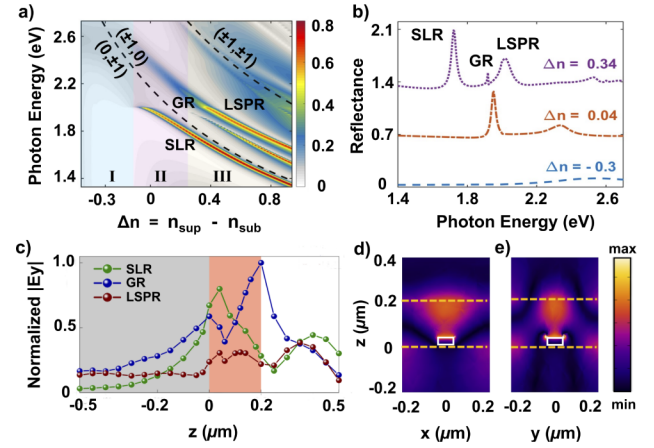 a)
Photon Energy (eV)
2.6
2.2
1.8
1.4
(0,±1)
(±1,0)
(±1,±1)
GR
LSPR
SLR
I
II
III
-0.3
0
0.4
0.8
Δn = n_sup - n_sub
0.8
0.6
0.4
0.2
0
b)
Reflectance
2.1
1.4
0.7
0
SLR
GR
LSPR
Δn = 0.34
Δn = 0.04
Δn = - 0.3
1.4
1.8
2.2
2.6
Photon Energy (eV)
c)
Normalized |Ey|
1.0
0.5
0
SLR
GR
LSPR
-0.5
-0.2
0
0.2
0.5
z (µm)
d)
z (µm)
0.4
0.2
0
-0.2
-0.2
0
0.2
x (µm)
e)
-0.2
0
0.2
y (µm)
max
min